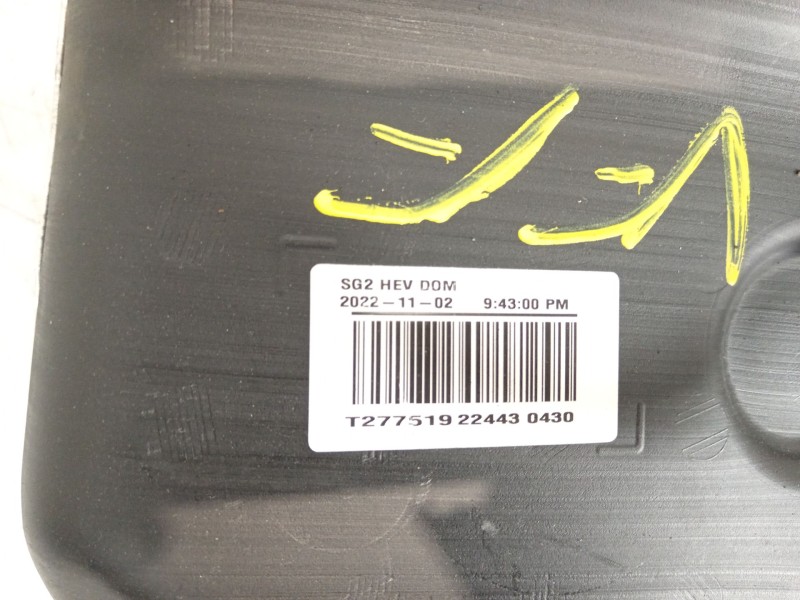 SG2 HEV DOM
2022-11-02 9:43:00 PM
T277519 22443 0430